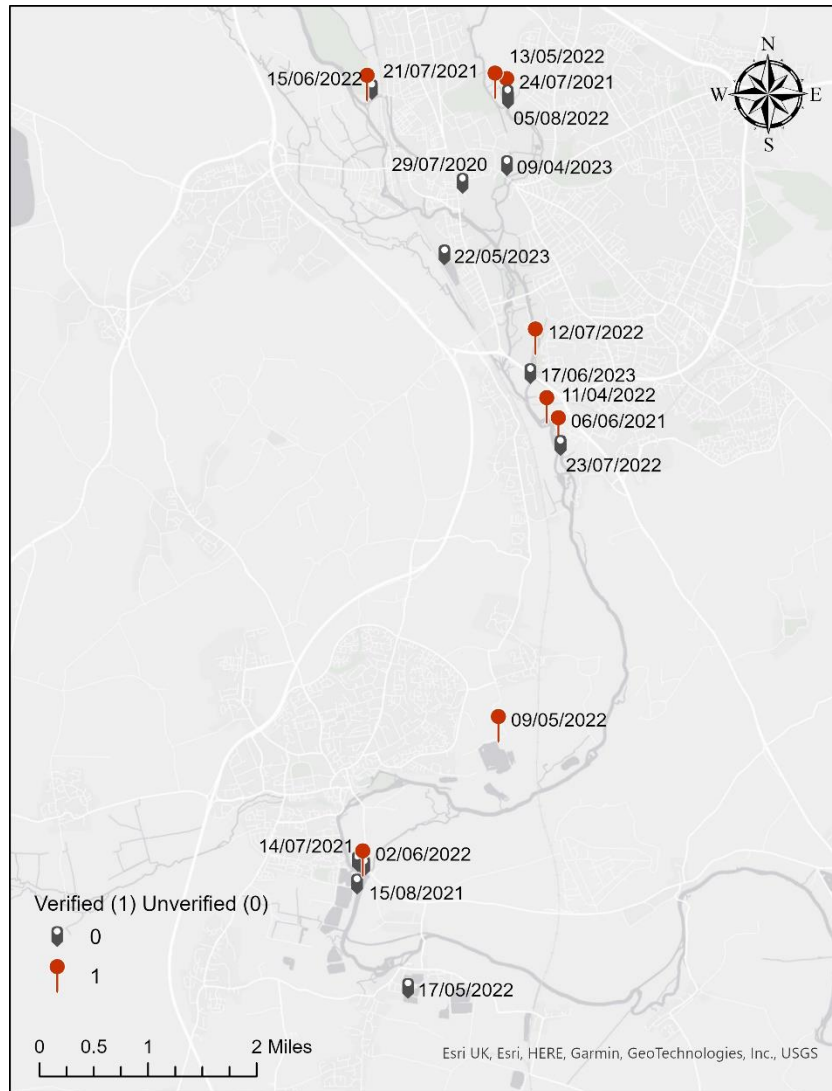 N
W
E
S
13/05/2022
15/06/2022
21/07/2021
24/07/2021
05/08/2022
29/07/2020
09/04/2023
22/05/2023
12/07/2022
17/06/2023
11/04/2022
06/06/2021
23/07/2022
09/05/2022
14/07/2021
02/06/2022
15/08/2021
Verified (1) Unverified (0)
0
1
17/05/2022
0 0.5 1 2 Miles
Esri UK, Esri, HERE, Garmin, GeoTechnologies, Inc., USGS